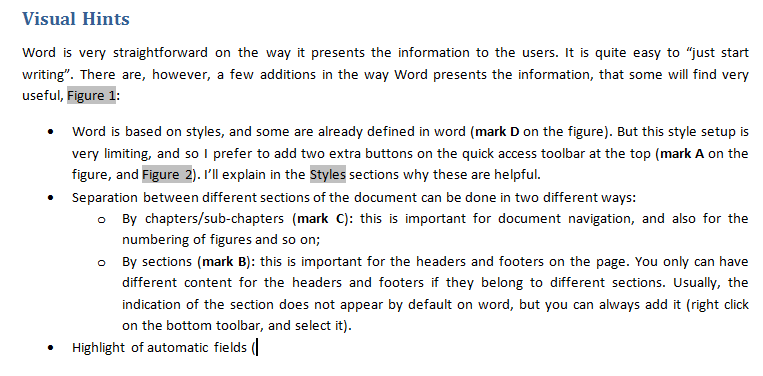 Visual Hints
Word is very straightforward on the way it presents the information to the users. It is quite easy to “just start
writing”. There are, however, a few additions in the way Word presents the information, that some will find very
useful, Figure 1:
• Word is based on styles, and some are already defined in word (mark D on the figure). But this style setup is
very limiting, and so I prefer to add two extra buttons on the quick access toolbar at the top (mark A on the
figure, and Figure 2). I’ll explain in the Styles sections why these are helpful.
• Separation between different sections of the document can be done in two different ways:
o By chapters/sub-chapters (mark C): this is important for document navigation, and also for the
numbering of figures and so on;
o By sections (mark B): this is important for the headers and footers on the page. You only can have
different content for the headers and footers if they belong to different sections. Usually, the
indication of the section does not appear by default on word, but you can always add it (right click
on the bottom toolbar, and select it).
• Highlight of automatic fields (